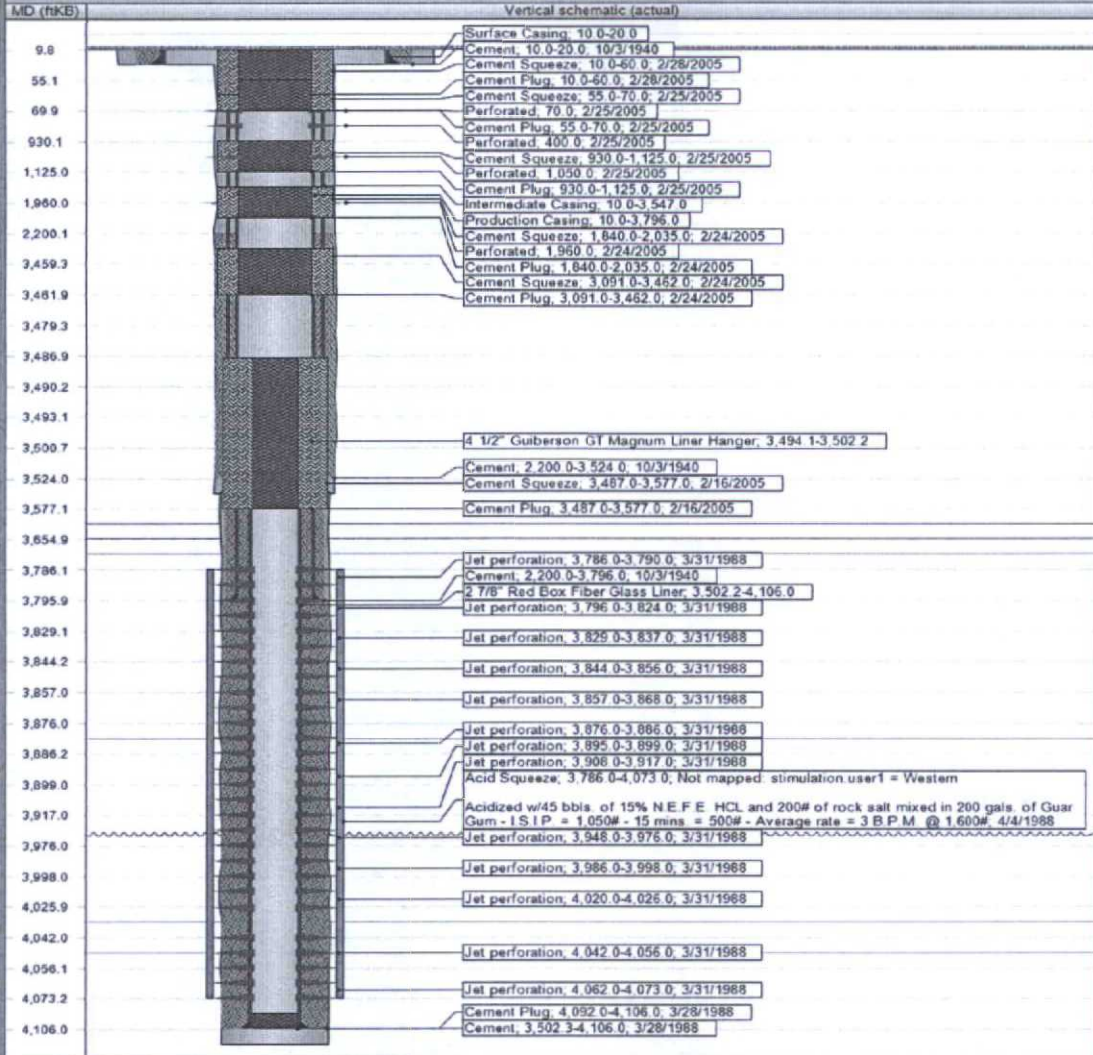 MD (ftKB)
Vertical schematic (actual)
9.8
55.1
69.9
930.1
1,125.0
1,960.0
2,200.1
3,459.3
3,461.9
3,479.3
3,486.9
3,490.2
3,493.1
3,500.7
3,524.0
3,577.1
3,654.9
3,786.1
3,795.9
3,829.1
3,844.2
3,857.0
3,876.0
3,886.2
3,899.0
3,917.0
3,976.0
3,998.0
4,025.9
4,042.0
4,056.1
4,073.2
4,106.0
Surface Casing; 10.0-20.0
Cement, 10.0-20.0; 10/3/1940
Cement Squeeze; 10.0-60.0; 2/28/2005
Cement Plug; 10.0-60.0; 2/28/2005
Cement Squeeze; 55.0-70.0; 2/25/2005
Perforated; 70.0; 2/25/2005
Cement Plug; 55.0-70.0; 2/25/2005
Perforated; 400.0; 2/25/2005
Cement Squeeze; 930.0-1,125.0; 2/25/2005
Perforated; 1,050.0; 2/25/2005
Cement Plug; 930.0-1,125.0; 2/25/2005
Intermediate Casing; 10.0-3,547.0
Production Casing; 10.0-3,796.0
Cement Squeeze; 1,840.0-2,035.0; 2/24/2005
Perforated; 1,960.0; 2/24/2005
Cement Plug; 1,840.0-2,035.0; 2/24/2005
Cement Squeeze; 3,091.0-3,462.0; 2/24/2005
Cement Plug; 3,091.0-3,462.0; 2/24/2005
4 1/2" Guiberson GT Magnum Liner Hanger; 3,494.1-3,502.2
Cement; 2,200.0-3,524.0; 10/3/1940
Cement Squeeze; 3,487.0-3,577.0; 2/16/2005
Cement Plug; 3,487.0-3,577.0; 2/16/2005
Jet perforation; 3,786.0-3,790.0; 3/31/1988
Cement; 2,200.0-3,796.0; 10/3/1940
2 7/8" Red Box Fiber Glass Liner; 3,502.2-4,106.0
Jet perforation; 3,796.0-3,824.0; 3/31/1988
Jet perforation; 3,829.0-3,837.0; 3/31/1988
Jet perforation; 3,844.0-3,856.0; 3/31/1988
Jet perforation; 3,857.0-3,868.0; 3/31/1988
Jet perforation; 3,876.0-3,886.0; 3/31/1988
Jet perforation; 3,895.0-3,899.0; 3/31/1988
Jet perforation; 3,908.0-3,917.0; 3/31/1988
Acid Squeeze; 3,786.0-4,073.0; Not mapped: stimulation.user1 = Western
Acidized w/45 bbls. of 15% N.E.F.E. HCL and 200# of rock salt mixed in 200 gals. of Guar
Gum - I.S.I.P. = 1,050# - 15 mins. = 500# - Average rate = 3 B.P.M. @ 1,600#; 4/4/1988
Jet perforation; 3,948.0-3,976.0; 3/31/1988
Jet perforation; 3,986.0-3,998.0; 3/31/1988
Jet perforation; 4,020.0-4,026.0; 3/31/1988
Jet perforation; 4,042.0-4,056.0; 3/31/1988
Jet perforation; 4,062.0-4,073.0; 3/31/1988
Cement Plug; 4,092.0-4,106.0; 3/28/1988
Cement; 3,502.3-4,106.0; 3/28/1988